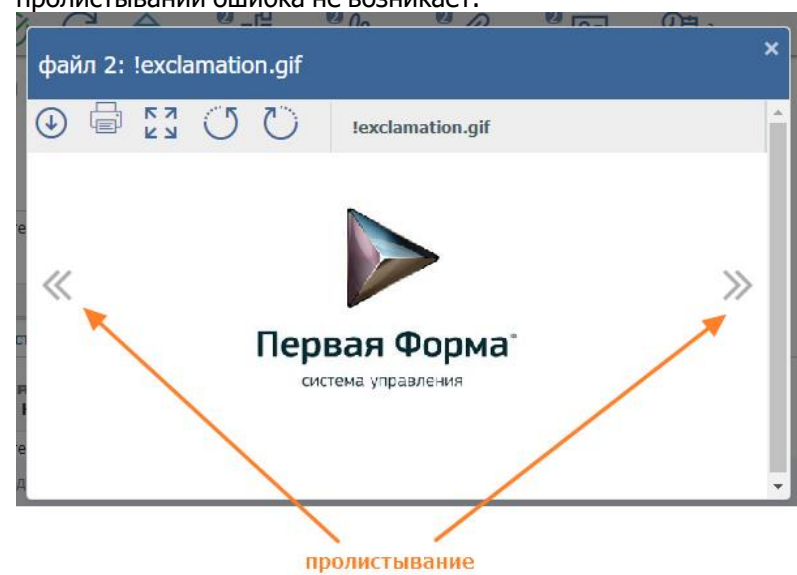 пролистывании ошибка не возникает.
файл 2: !exclamation.gif
!exclamation.gif
Первая Форма
система управления
пролистывание